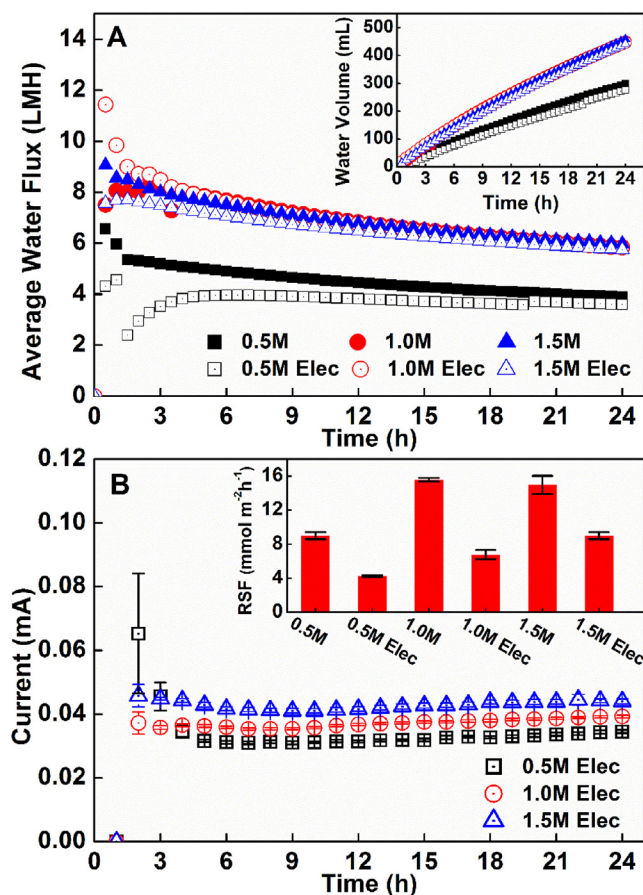 A
Average Water Flux (LMH)
14
12
10
8
6
4
2
0
0 3 6 9 12 15 18 21 24
Time (h)
Water Volume (mL)
500
400
300
200
100
0
3 6 9 12 15 18 21 24
Time (h)
0.5M 1.0M 1.5M
0.5M Elec 1.0M Elec 1.5M Elec
B
Current (mA)
0.12
0.10
0.08
0.06
0.04
0.02
0.00
0 3 6 9 12 15 18 21 24
Time (h)
RSF (mmol m⁻²h⁻¹)
16
12
8
4
0.5M
0.5M Elec
1.0M
1.0M Elec
1.5M
1.5M Elec
0.5M Elec
1.0M Elec
1.5M Elec